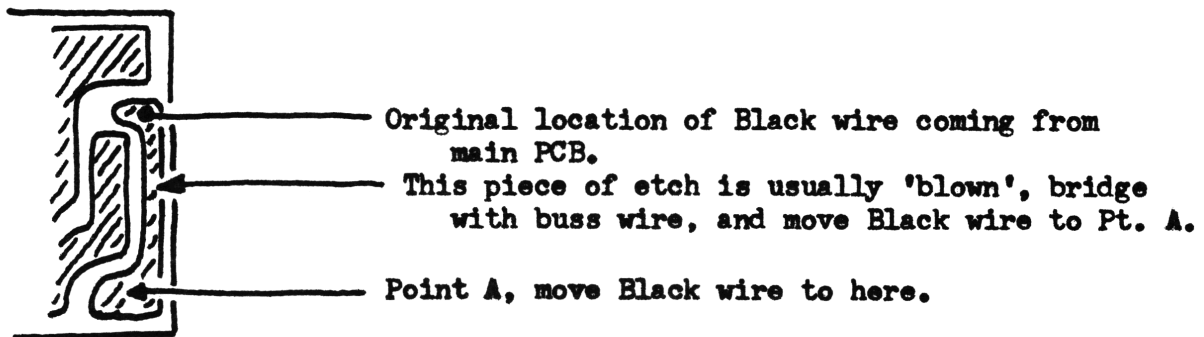 Original location of Black wire coming from
main PCB.
This piece of etch is usually 'blown', bridge
with buss wire, and move Black wire to Pt. A.
Point A, move Black wire to here.